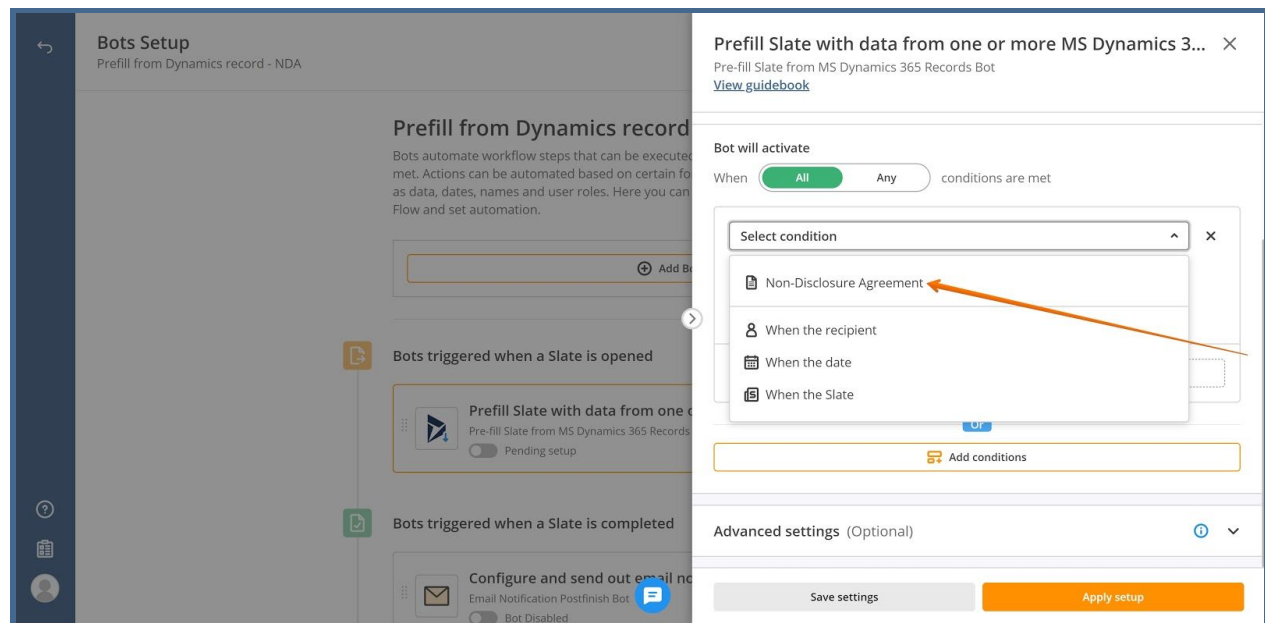 Bots Setup
Prefill from Dynamics record - NDA
Prefill from Dynamics record
Bots automate workflow steps that can be executed
met. Actions can be automated based on certain fo
as data, dates, names and user roles. Here you can
Flow and set automation.
Add Bo
Bots triggered when a Slate is opened
Prefill Slate with data from one o
Pre-fill Slate from MS Dynamics 365 Records
Pending setup
Bots triggered when a Slate is completed
Configure and send out email no
Email Notification Postfinish Bot
Bot Disabled
Prefill Slate with data from one or more MS Dynamics 3...
Pre-fill Slate from MS Dynamics 365 Records Bot
View guidebook
Bot will activate
When All Any conditions are met
Select condition
Non-Disclosure Agreement
When the recipient
When the date
When the Slate
Or
Add conditions
Advanced settings (Optional)
Save settings Apply setup